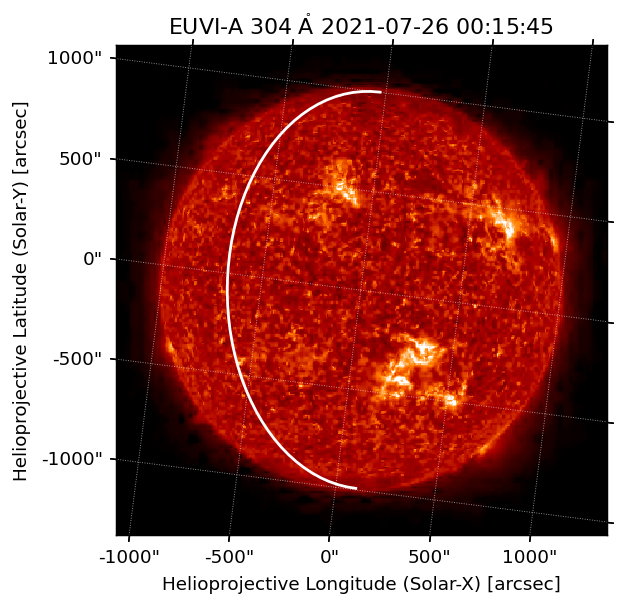 EUVI-A 304 Å 2021-07-26 00:15:45
1000"
500"
0"
-500"
-1000"
Helioprojective Latitude (Solar-Y) [arcsec]
-1000" -500" 0" 500" 1000"
Helioprojective Longitude (Solar-X) [arcsec]